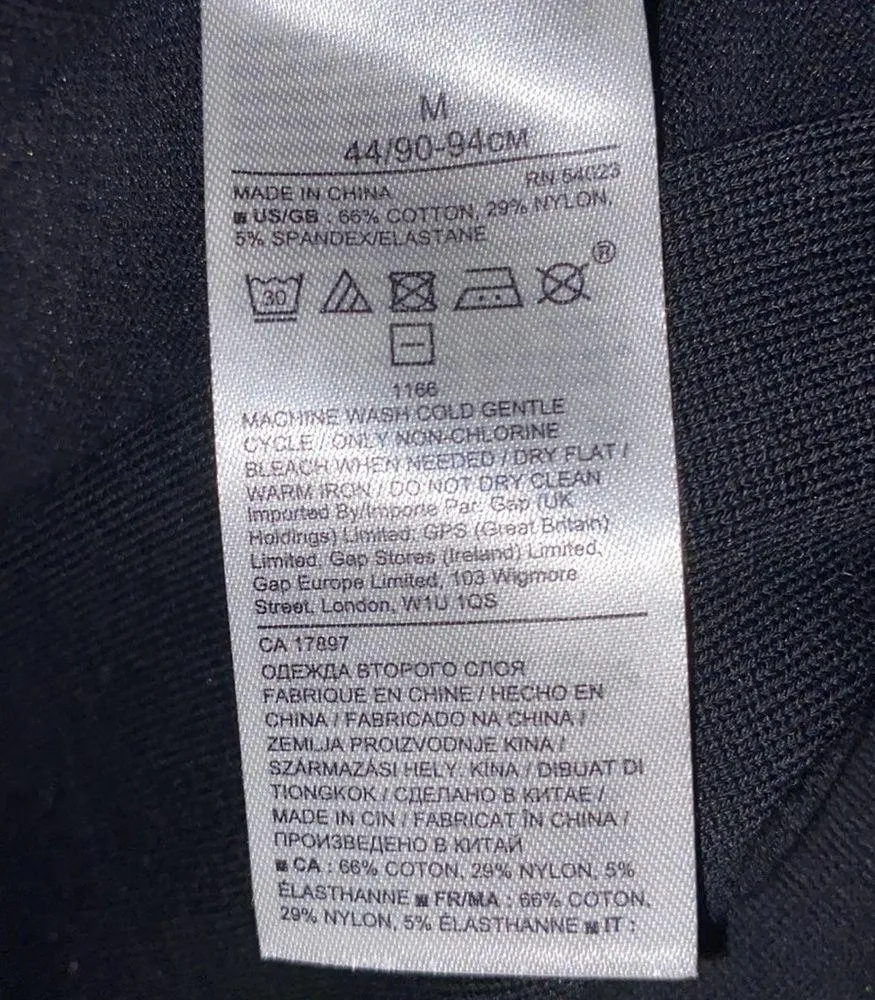 M
44/90-94CM
RN 54023
MADE IN CHINA
US/GB : 66% COTTON, 29% NYLON,
5% SPANDEX/ELASTANE
30
®
1166
MACHINE WASH COLD GENTLE
CYCLE / ONLY NON-CHLORINE
BLEACH WHEN NEEDED / DRY FLAT /
WARM IRON / DO NOT DRY CLEAN
Imported By/Importe Par: Gap (UK
Holdings) Limited; GPS (Great Britain)
Limited, Gap Stores (Ireland) Limited,
Gap Europe Limited, 103 Wigmore
Street, London, W1U 1QS
CA 17897
ОДЕЖДА ВТОРОГО СЛОЯ
FABRIQUE EN CHINE / HECHO EN
CHINA / FABRICADO NA CHINA /
ZEMLJA PROIZVODNJE KINA /
SZÁRMAZÁSI HELY: KÍNA / DIBUAT DI
TIONGKOK / СДЕЛАНО В КИТАЕ /
MADE IN CIN / FABRICAT ÎN CHINA /
ПРОИЗВЕДЕНО В КИТАЙ
CA : 66% COTON, 29% NYLON, 5%
ÉLASTHANNE FR/MA : 66% COTON,
29% NYLON, 5% ÉLASTHANNE IT :